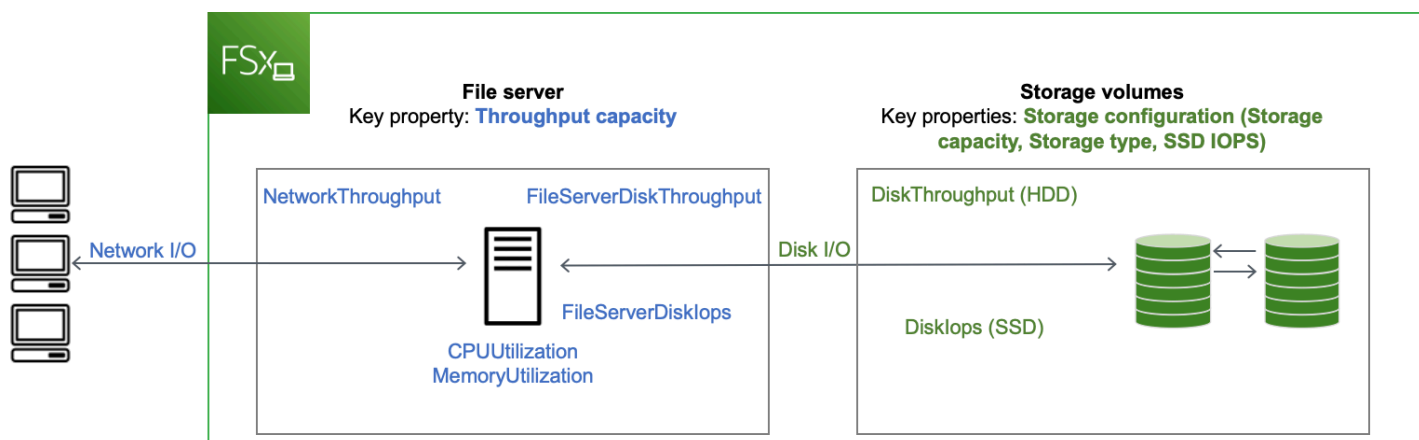 FSx
File server
Key property: Throughput capacity
Storage volumes
Key properties: Storage configuration (Storage
capacity, Storage type, SSD IOPS)
NetworkThroughput
FileServerDiskThroughput
DiskThroughput (HDD)
Network I/O
Disk I/O
FileServerDiskIops
DiskIops (SSD)
CPUUtilization
MemoryUtilization